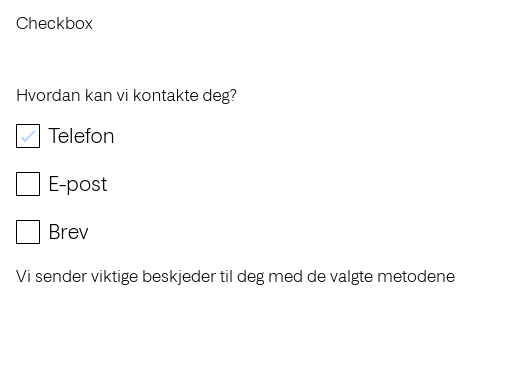 Checkbox
Hvordan kan vi kontakte deg?
Telefon
E-post
Brev
Vi sender viktige beskjeder til deg med de valgte metodene